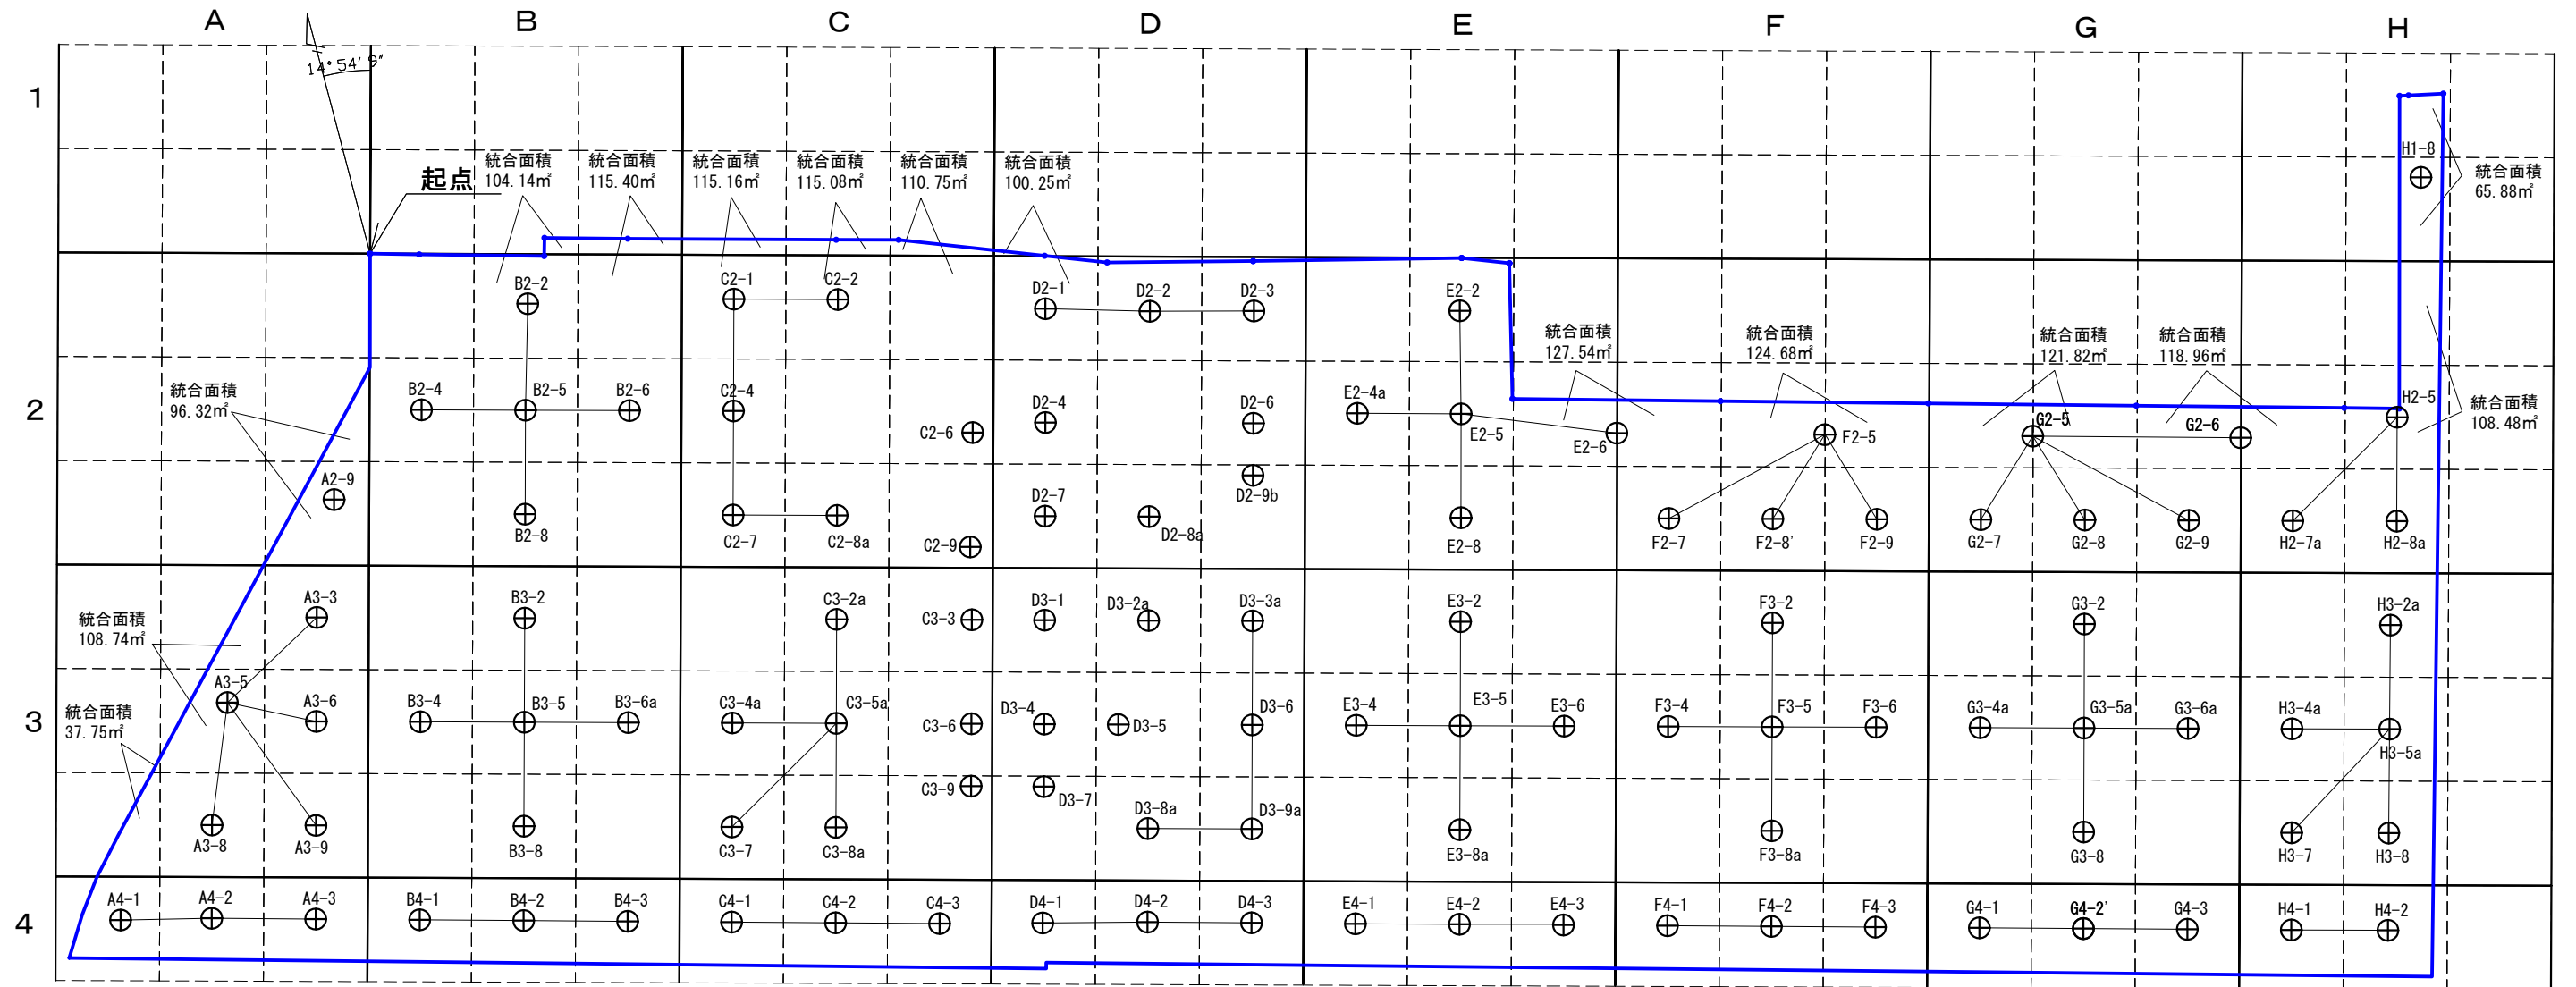 A
B
C
D
E
F
G
H
14°54′9″
1
起点
統合面積
104.14㎡
統合面積
115.40㎡
統合面積
115.16㎡
統合面積
115.08㎡
統合面積
110.75㎡
統合面積
100.25㎡
H1-8
統合面積
65.88㎡
B2-2
C2-1
C2-2
D2-1
D2-2
D2-3
E2-2
統合面積
127.54㎡
統合面積
124.68㎡
統合面積
121.82㎡
統合面積
118.96㎡
2
統合面積
96.32㎡
B2-4
B2-5
B2-6
C2-4
C2-6
D2-4
D2-6
E2-4a
E2-5
E2-6
F2-5
G2-5
G2-6
H2-5
統合面積
108.48㎡
A2-9
B2-8
C2-7
C2-8a
C2-9
D2-7
D2-8a
D2-9b
E2-8
F2-7
F2-8'
F2-9
G2-7
G2-8
G2-9
H2-7a
H2-8a
統合面積
108.74㎡
A3-3
B3-2
C3-2a
C3-3
D3-1
D3-2a
D3-3a
E3-2
F3-2
G3-2
H3-2a
3
統合面積
37.75㎡
A3-5
A3-6
B3-4
B3-5
B3-6a
C3-4a
C3-5a
C3-6
D3-4
D3-5
D3-6
E3-4
E3-5
E3-6
F3-4
F3-5
F3-6
G3-4a
G3-5a
G3-6a
H3-4a
H3-5a
A3-8
A3-9
B3-8
C3-7
C3-8a
C3-9
D3-7
D3-8a
D3-9a
E3-8a
F3-8a
G3-8
H3-7
H3-8
4
A4-1
A4-2
A4-3
B4-1
B4-2
B4-3
C4-1
C4-2
C4-3
D4-1
D4-2
D4-3
E4-1
E4-2
E4-3
F4-1
F4-2
F4-3
G4-1
G4-2'
G4-3
H4-1
H4-2